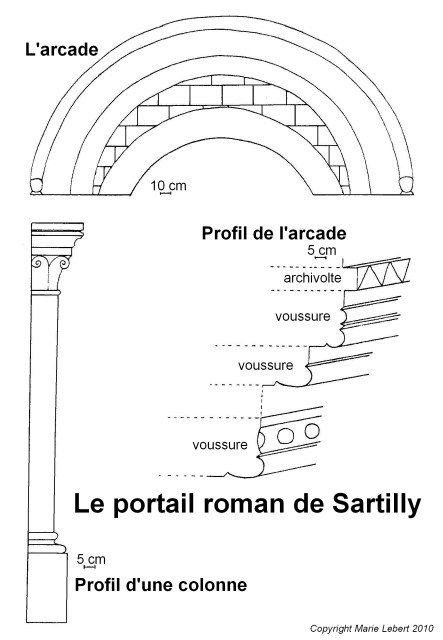 L'arcade
10 cm
Profil de l'arcade
5 cm
archivolte
voussure
voussure
voussure
Le portail roman de Sartilly
5 cm
Profil d'une colonne
Copyright Marie Lebert 2010